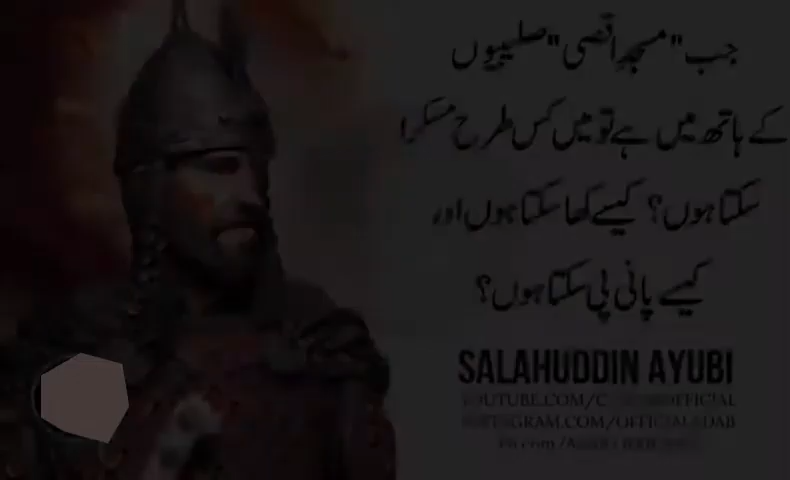 جب "مسجد اقصی" صلیبیوں
کے ہاتھ میں ہے تو میں کس طرح مسکرا
سکتا ہوں؟ کیسے کھا سکتا ہوں اور
کیسے پانی پی سکتا ہوں؟
SALAHUDDIN AYUBI